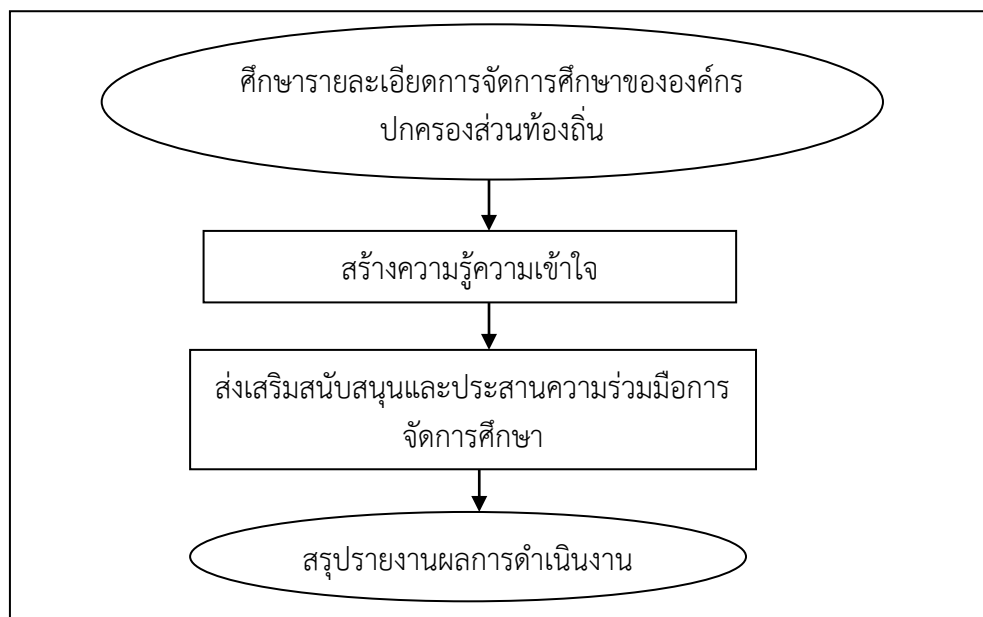 ศึกษารายละเอียดการจัดการศึกษาขององค์กร
ปกครองส่วนท้องถิ่น
สร้างความรู้ความเข้าใจ
ส่งเสริมสนับสนุนและประสานความร่วมมือการ
จัดการศึกษา
สรุปรายงานผลการดำเนินงาน